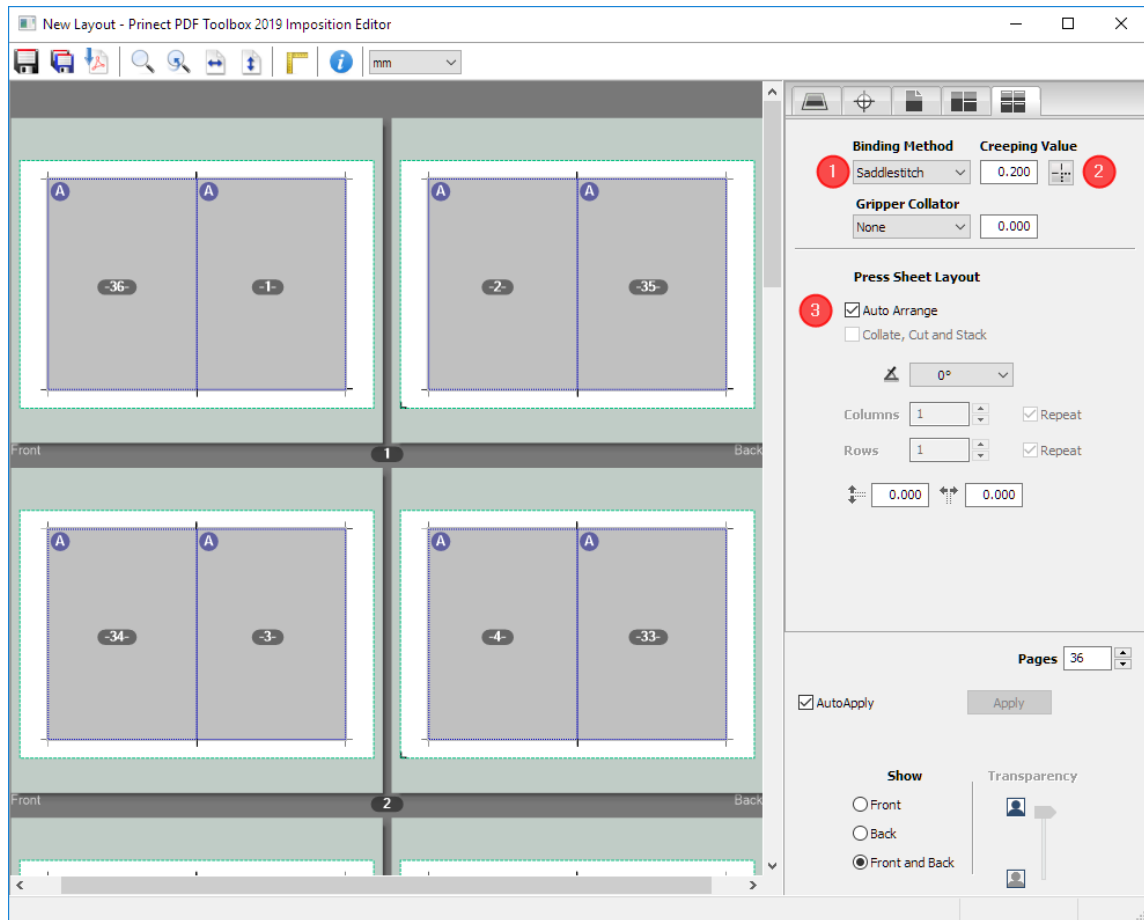 New Layout - Prinect PDF Toolbox 2019 Imposition Editor
mm
Binding Method Creeping Value
1 Saddlestitch 0.200 2
Gripper Collator
None 0.000
Press Sheet Layout
3 Auto Arrange
Collate, Cut and Stack
0°
Columns 1 Repeat
Rows 1 Repeat
0.000 0.000
Pages 36
AutoApply Apply
Show Transparency
Front
Back
Front and Back
A A A A
-36- -1- -2- -35-
Front 1 Back
A A A A
-34- -3- -4- -33-
Front 2 Back